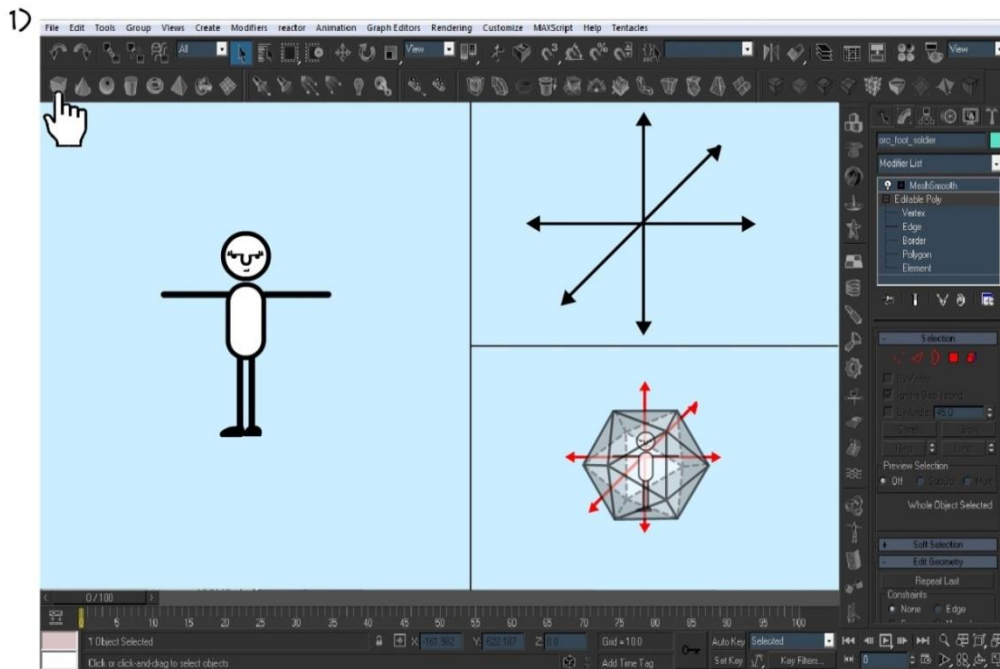 1)
File Edit Tools Group Views Create Modifiers reactor Animation Graph Editors Rendering Customize MAXScript Help Tentacles
All
View
View
orc_foot_soldier
Modifier List
MeshSmooth
Editable Poly
Vertex
Edge
Border
Polygon
Element
Selection
45.0
Preview Selection
Off
Whole Object Selected
Soft Selection
Edit Geometry
Repeat Last
Constraints
None Edge
0 / 100
5 10 15 20 25 30 35 40 45 50 55 60 65 70 75 80 85 90 95 100
1 Object Selected X: Y: Z: 0.0 Grid = 10.0 Auto Key Selected
Click or click-and-drag to select objects Add Time Tag Set Key Key Filters... 0